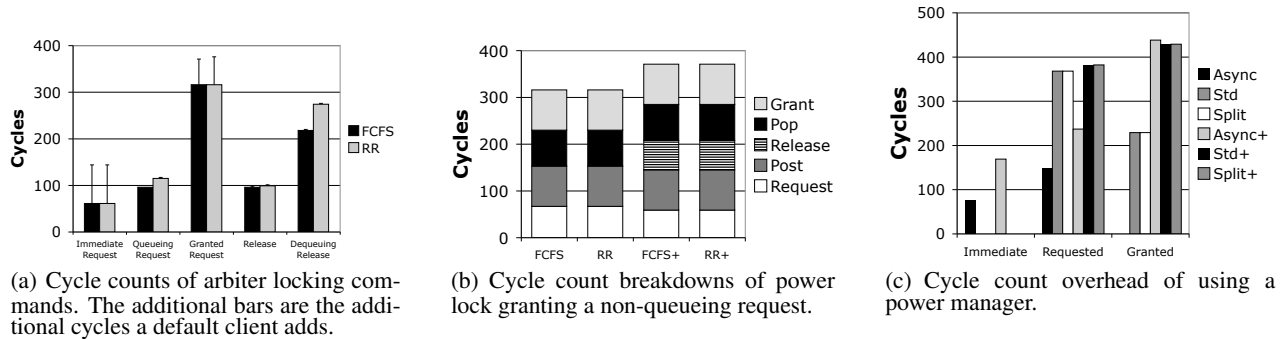 400
300
200
100
0
Cycles
Immediate Request
Queueing Request
Granted Request
Release
Dequeuing Release
FCFS
RR
(a) Cycle counts of arbiter locking com-
mands. The additional bars are the addi-
tional cycles a default client adds.
400
300
200
100
0
Cycles
FCFS
RR
FCFS+
RR+
Grant
Pop
Release
Post
Request
(b) Cycle count breakdowns of power
lock granting a non-queueing request.
500
400
300
200
100
0
Cycles
Immediate
Requested
Granted
Async
Std
Split
Async+
Std+
Split+
(c) Cycle count overhead of using a
power manager.